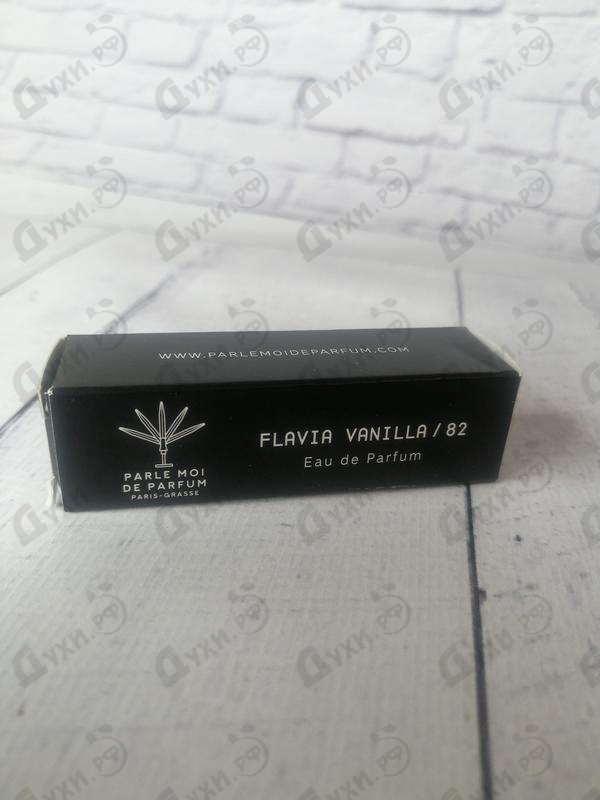 WWW.PARLEMOIDEPARFUM.COM
FLAVIA VANILLA / 82
Eau de Parfum
PARLE MOI
DE PARFUM
PARIS-GRASSE
Духи.РФ